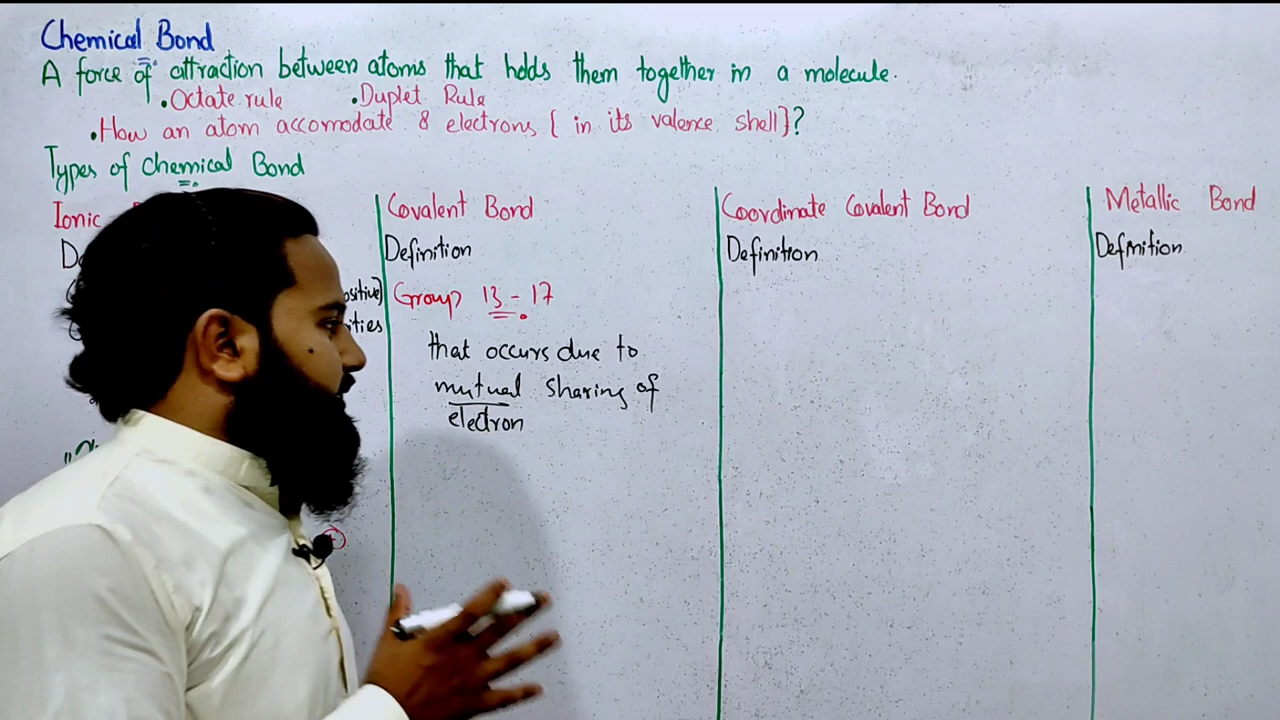 Chemical Bond
A force of attraction between atoms that holds them together in a molecule.
•Octate rule •Duplet Rule
•How an atom accomodate 8 electrons { in its valence shell}?
Types of chemical Bond
Ionic
Covalent Bond
Definition
Group 13 - 17
that occurs due to
mutual sharing of
electron
Coordinate Covalent Bond
Definition
Metallic Bond
Definition